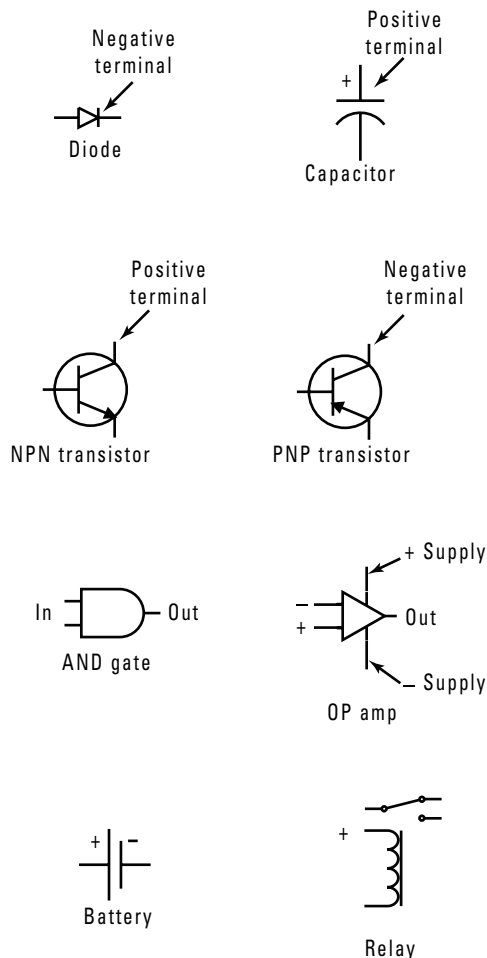 Negative
terminal
Diode
Positive
terminal
+
Capacitor
Positive
terminal
NPN transistor
Negative
terminal
PNP transistor
In
Out
AND gate
+ Supply
–
+
Out
– Supply
OP amp
+ -
Battery
+
Relay